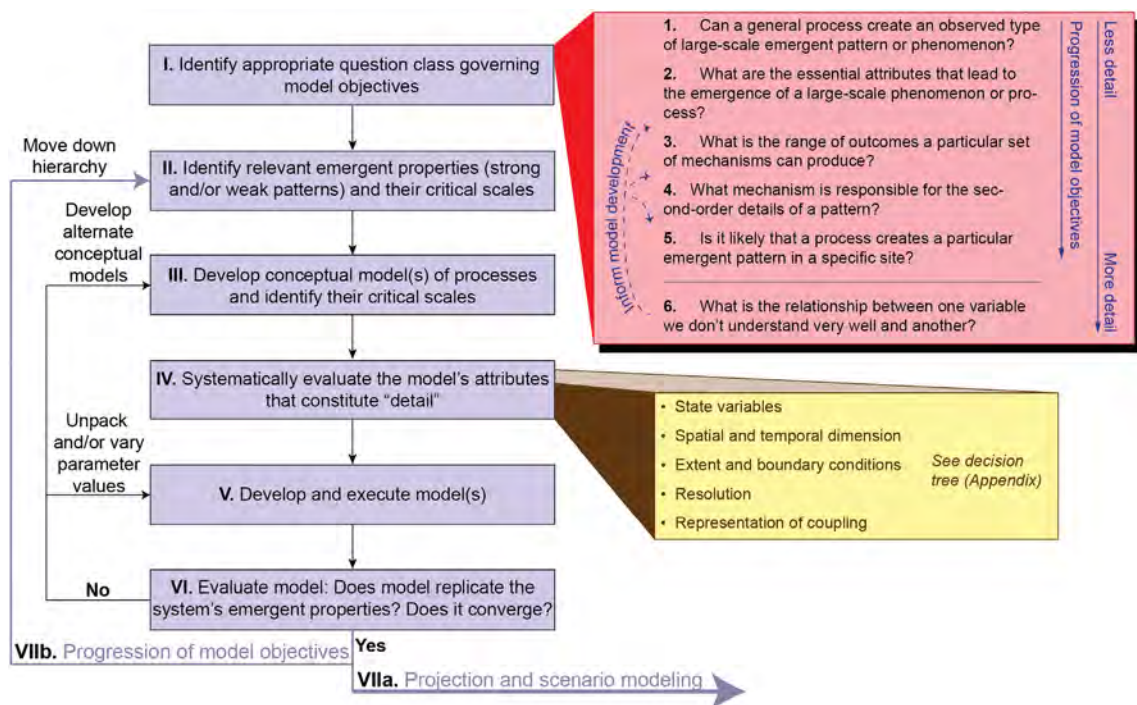 I. Identify appropriate question class governing
model objectives
Move down
hierarchy
II. Identify relevant emergent properties (strong
and/or weak patterns) and their critical scales
Develop
alternate
conceptual
models
III. Develop conceptual model(s) of processes
and identify their critical scales
IV. Systematically evaluate the model's attributes
that constitute “detail”
Unpack
and/or vary
parameter
values
V. Develop and execute model(s)
No
VI. Evaluate model: Does model replicate the
system's emergent properties? Does it converge?
Yes
VIIb. Progression of model objectives
VIIa. Projection and scenario modeling
1. Can a general process create an observed type
of large-scale emergent pattern or phenomenon?
2. What are the essential attributes that lead to
the emergence of a large-scale phenomenon or pro-
cess?
3. What is the range of outcomes a particular set
of mechanisms can produce?
4. What mechanism is responsible for the sec-
ond-order details of a pattern?
5. Is it likely that a process creates a particular
emergent pattern in a specific site?
6. What is the relationship between one variable
we don't understand very well and another?
Inform model development
Progression of model objectives
Less detail
More detail
• State variables
• Spatial and temporal dimension
• Extent and boundary conditions
• Resolution
• Representation of coupling
See decision
tree (Appendix)